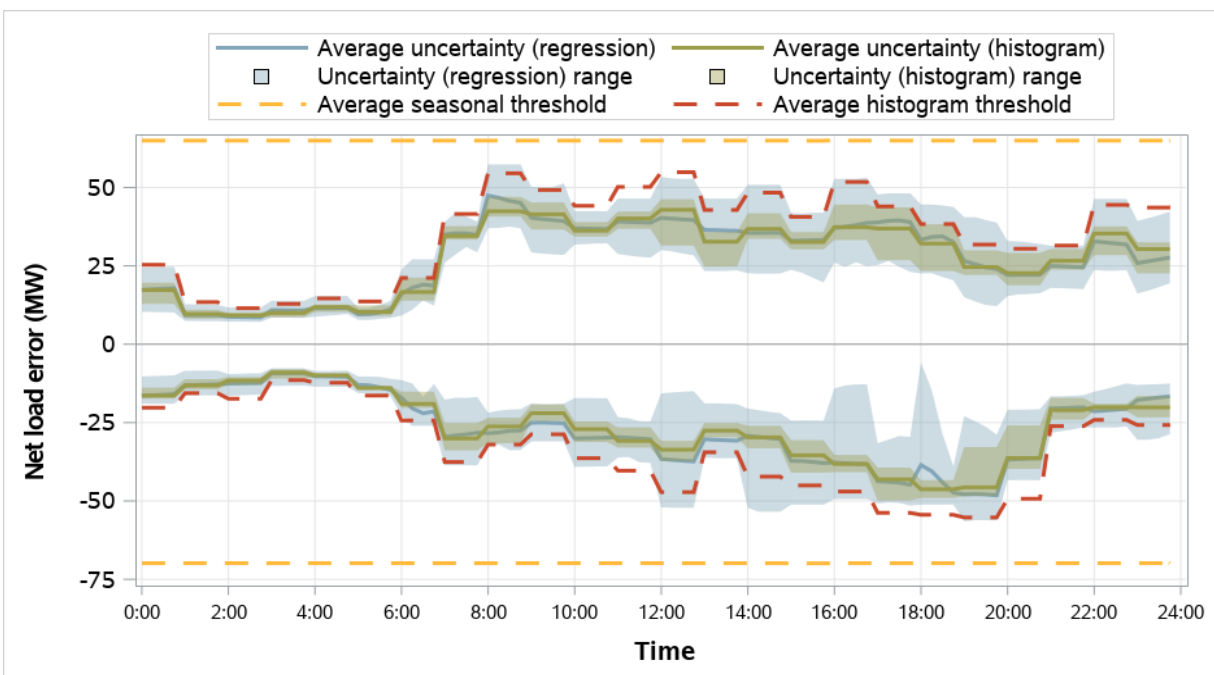 Average uncertainty (regression) Average uncertainty (histogram)
Uncertainty (regression) range Uncertainty (histogram) range
Average seasonal threshold Average histogram threshold
Net load error (MW)
50
25
0
-25
-50
-75
0:00 2:00 4:00 6:00 8:00 10:00 12:00 14:00 16:00 18:00 20:00 22:00 24:00
Time